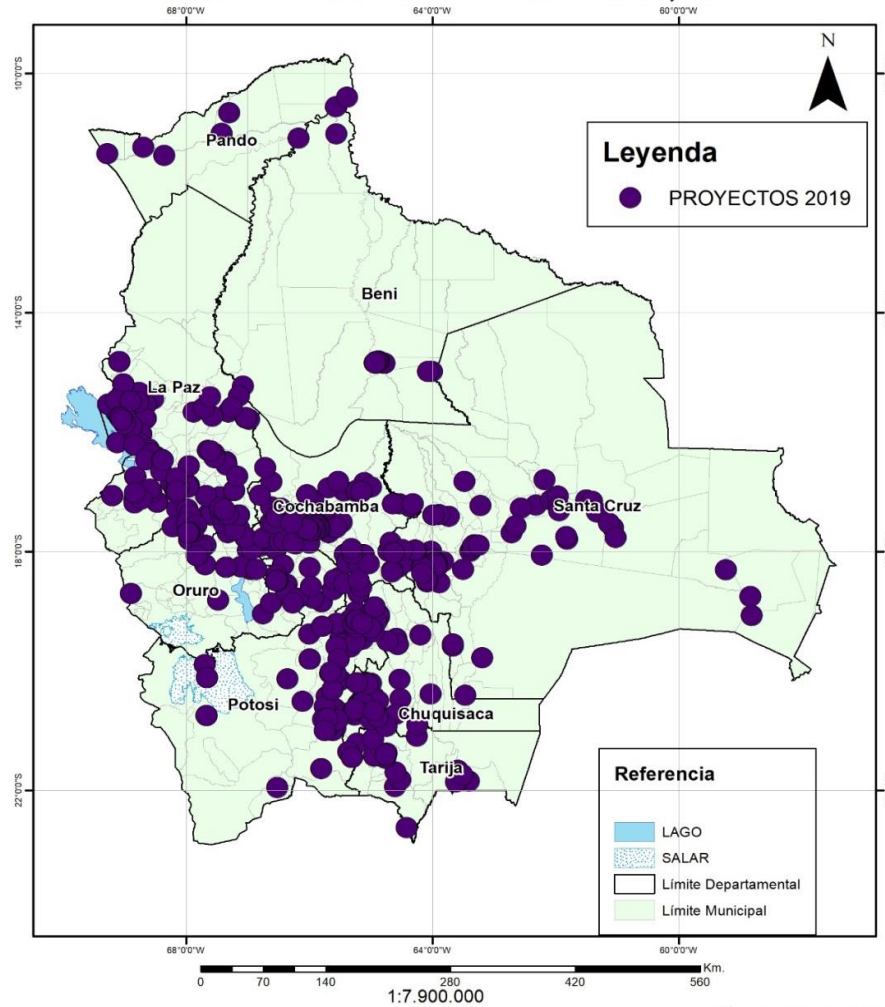 68°0'0"W
64°0'0"W
60°0'0"W
N
10°0'0"S
Leyenda
PROYECTOS 2019
Pando
Beni
14°0'0"S
La Paz
Cochabamba
Santa Cruz
18°0'0"S
Oruro
Potosi
Chuquisaca
Tarija
22°0'0"S
Referencia
LAGO
SALAR
Límite Departamental
Límite Municipal
68°0'0"W
64°0'0"W
60°0'0"W
Km.
0 70 140 280 420 560
1:7.900.000